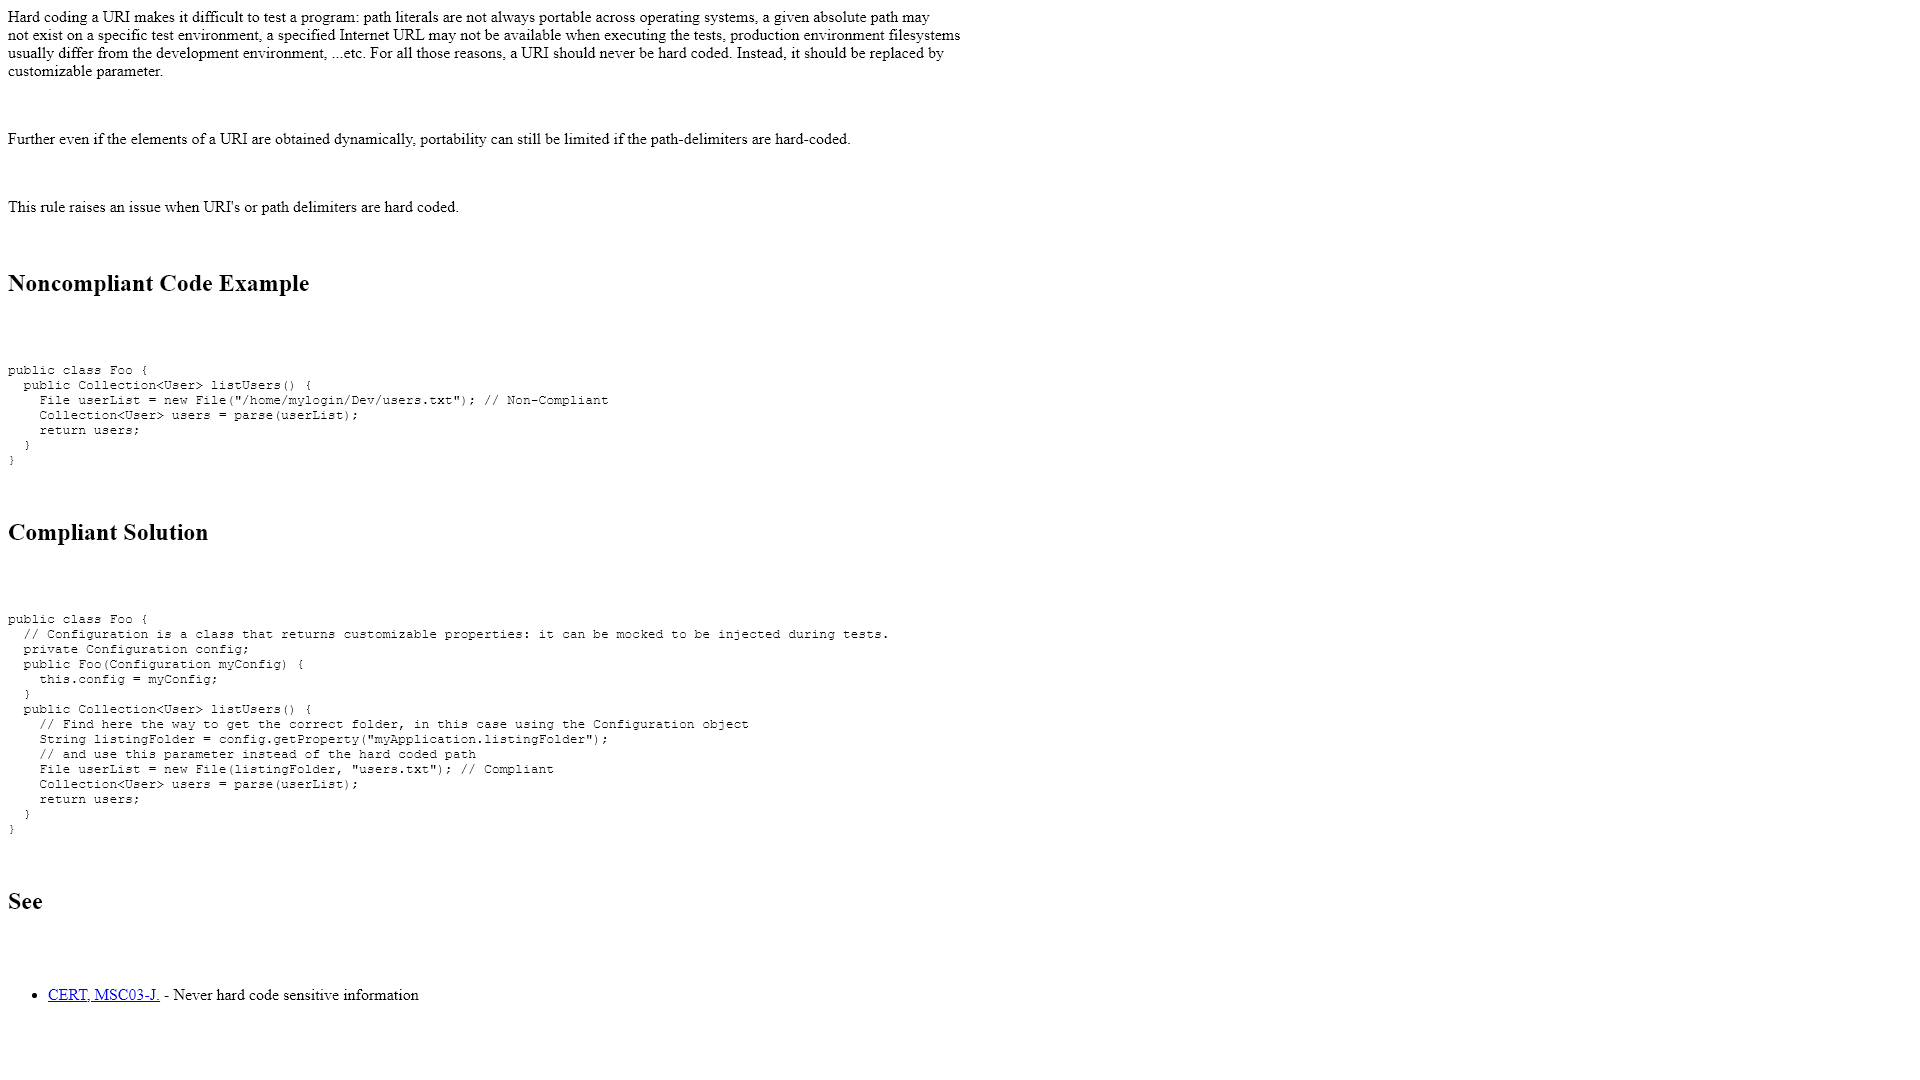 Hard coding a URI makes it difficult to test a program: path literals are not always portable across operating systems, a given absolute path may
not exist on a specific test environment, a specified Internet URL may not be available when executing the tests, production environment filesystems
usually differ from the development environment, ...etc. For all those reasons, a URI should never be hard coded. Instead, it should be replaced by
customizable parameter.
Further even if the elements of a URI are obtained dynamically, portability can still be limited if the path-delimiters are hard-coded.
This rule raises an issue when URI's or path delimiters are hard coded.
Noncompliant Code Example
public class Foo {
  public Collection<User> listUsers() {
    File userList = new File("/home/mylogin/Dev/users.txt"); // Non-Compliant
    Collection<User> users = parse(userList);
    return users;
  }
}
Compliant Solution
public class Foo {
  // Configuration is a class that returns customizable properties: it can be mocked to be injected during tests.
  private Configuration config;
  public Foo(Configuration myConfig) {
    this.config = myConfig;
  }
  public Collection<User> listUsers() {
    // Find here the way to get the correct folder, in this case using the Configuration object
    String listingFolder = config.getProperty("myApplication.listingFolder");
    // and use this parameter instead of the hard coded path
    File userList = new File(listingFolder, "users.txt"); // Compliant
    Collection<User> users = parse(userList);
    return users;
  }
}
See
• CERT, MSC03-J. - Never hard code sensitive information